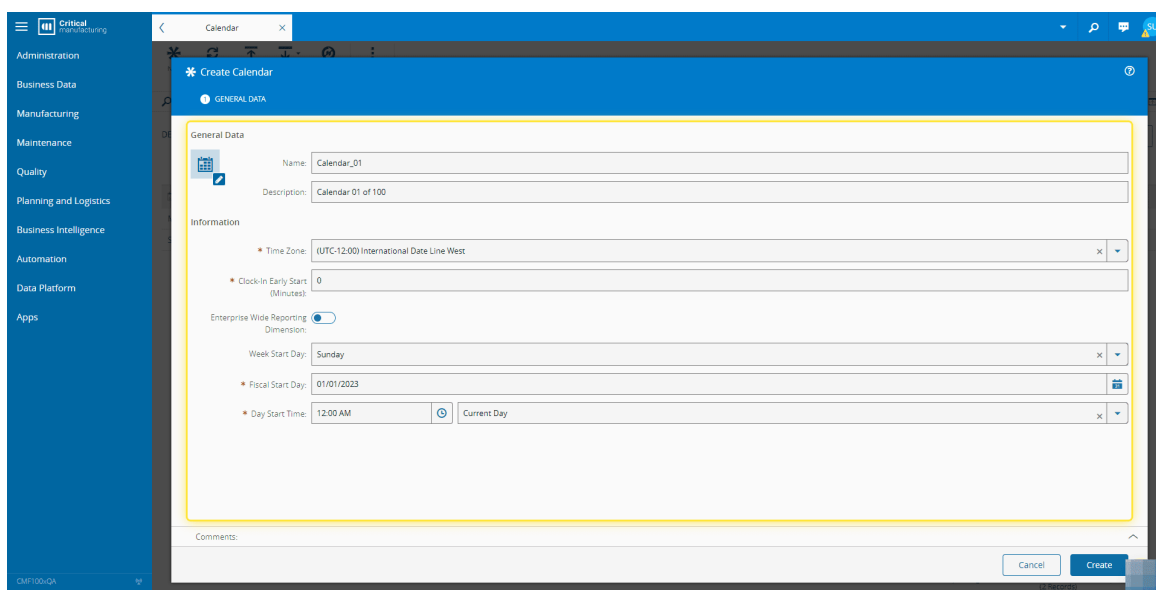 Critical
manufacturing
Calendar
SU
Administration
Business Data
Manufacturing
Maintenance
Quality
Planning and Logistics
Business Intelligence
Automation
Data Platform
Apps
CMF100xQA
Create Calendar
1 GENERAL DATA
General Data
Name: Calendar_01
Description: Calendar 01 of 100
Information
* Time Zone: (UTC-12:00) International Date Line West
* Clock-In Early Start (Minutes): 0
Enterprise Wide Reporting Dimension:
Week Start Day: Sunday
* Fiscal Start Day: 01/01/2023
* Day Start Time: 12:00 AM Current Day
Comments:
Cancel Create